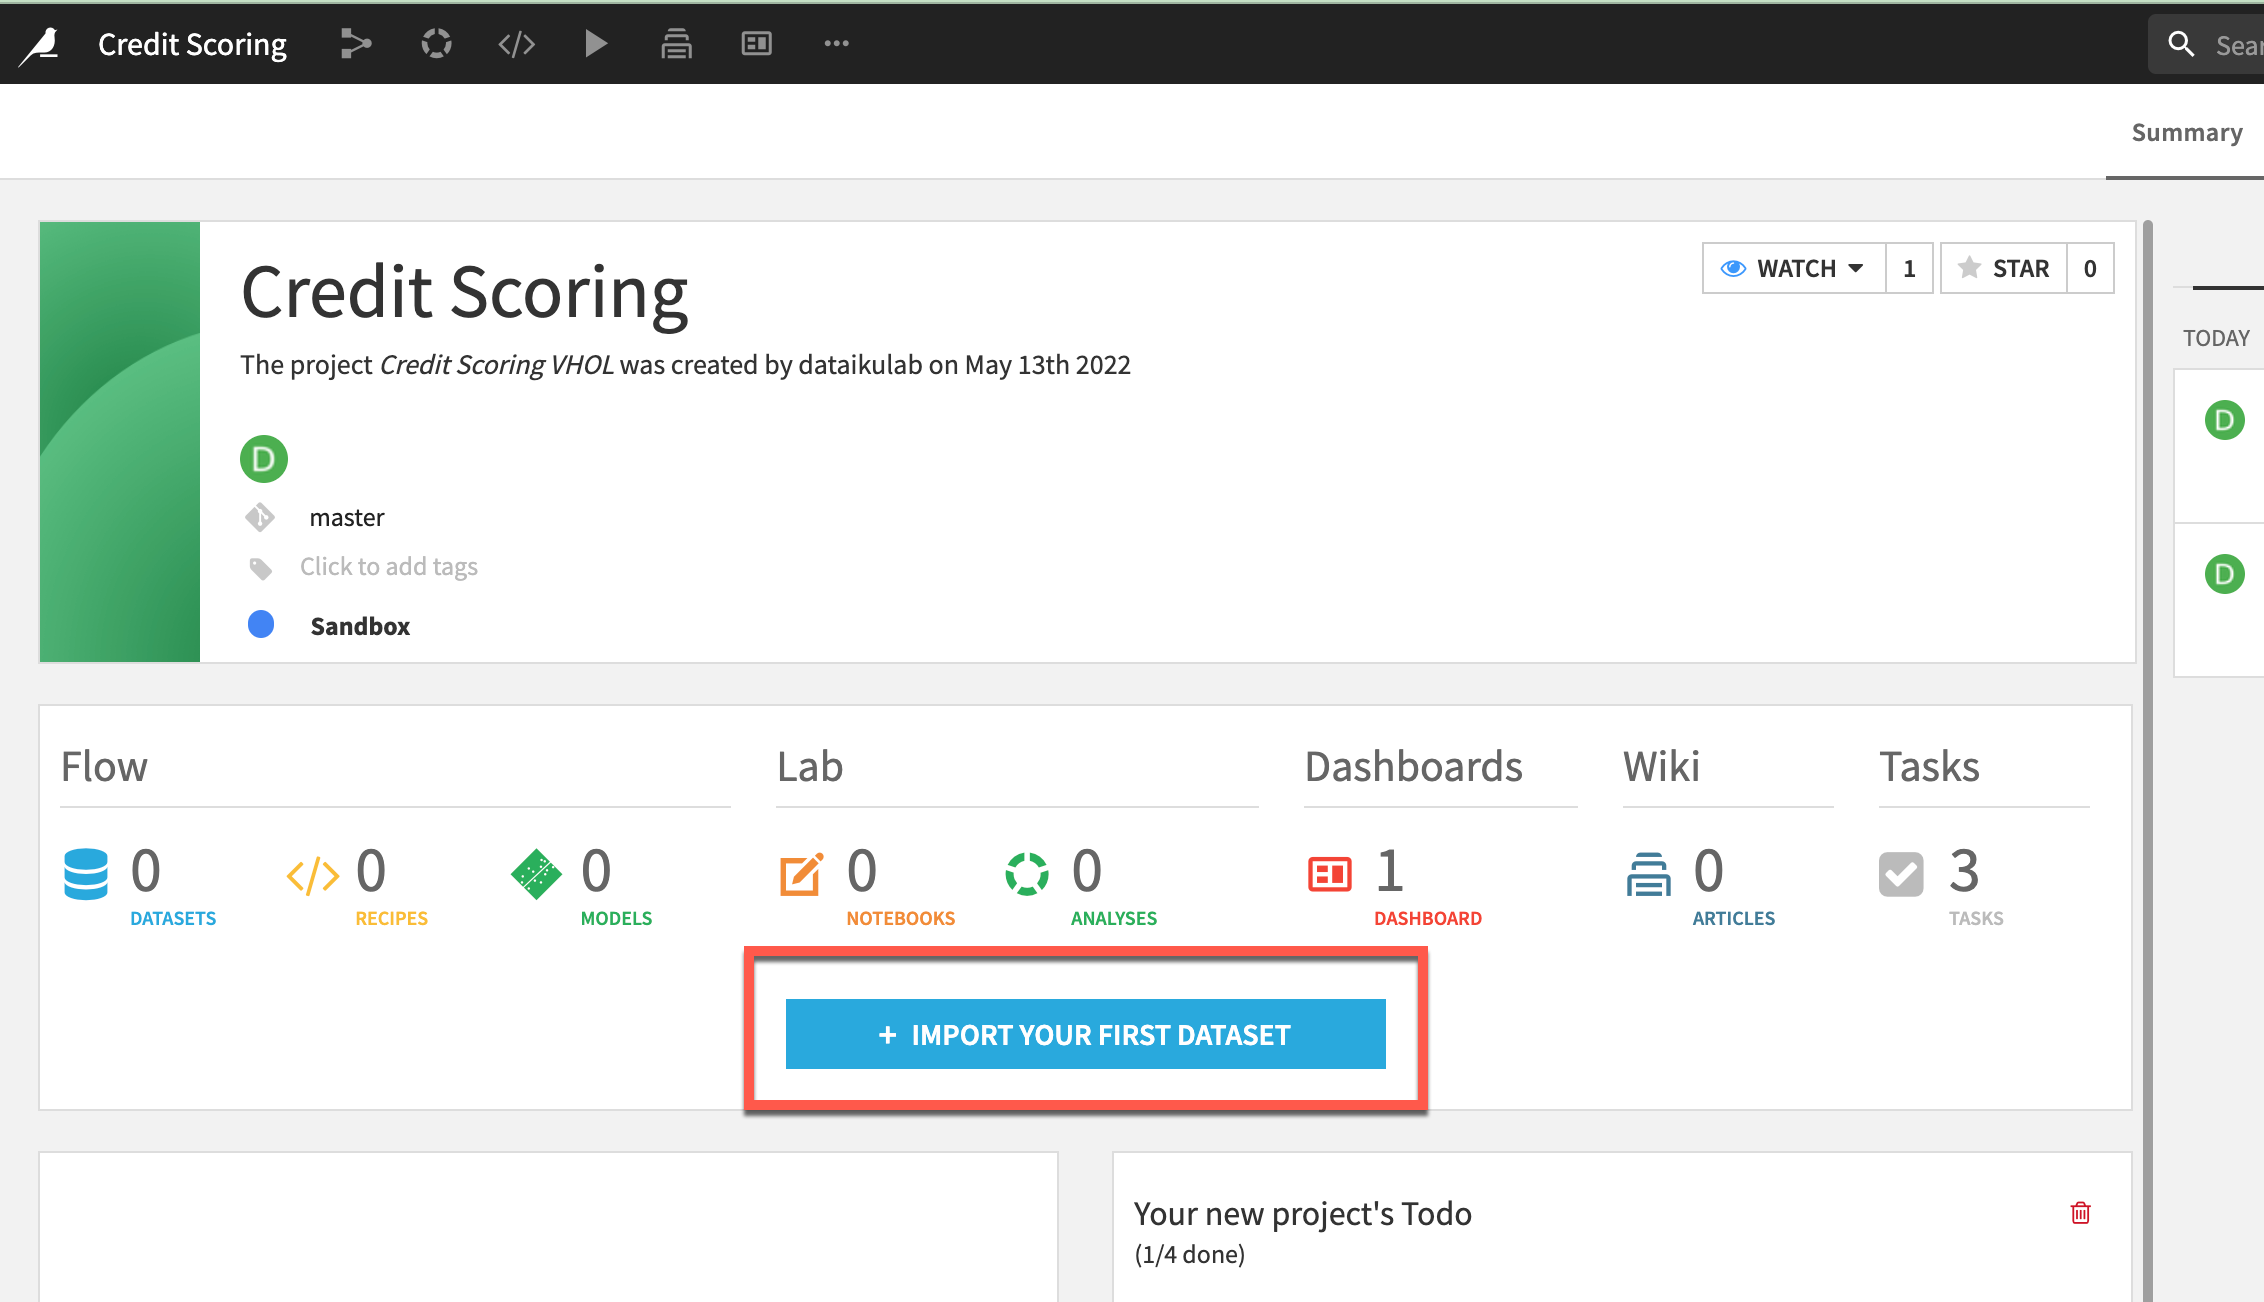 Credit Scoring
Sear
Summary
Credit Scoring
WATCH 1 STAR 0
The project Credit Scoring VHOL was created by dataikulab on May 13th 2022
TODAY
D
D
master
Click to add tags
D
Sandbox
Flow
Lab
Dashboards
Wiki
Tasks
0 DATASETS
0 RECIPES
0 MODELS
0 NOTEBOOKS
0 ANALYSES
1 DASHBOARD
0 ARTICLES
3 TASKS
+ IMPORT YOUR FIRST DATASET
Your new project's Todo
(1/4 done)